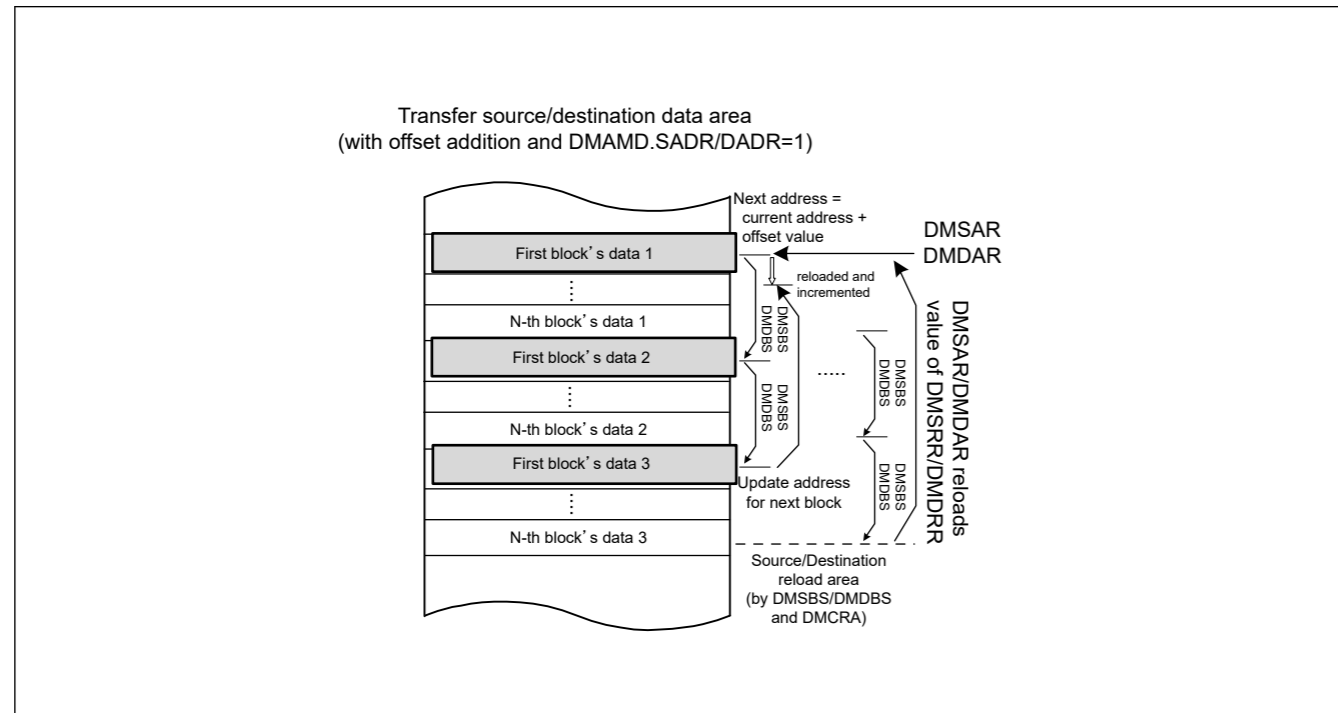 Transfer source/destination data area
(with offset addition and DMAMD.SADR/DADR=1)
Next address =
current address +
offset value
DMSAR
DMDAR
First block's data 1
reloaded and
incremented
⋮
N-th block's data 1
DMSBS
DMDBS
First block's data 2
.....
DMSBS
DMDBS
DMSAR/DMDAR reloads
value of DMSRR/DMDRR
⋮
DMSBS
DMDBS
N-th block's data 2
First block's data 3
DMSBS
DMDBS
Update address
for next block
⋮
N-th block's data 3
Source/Destination
reload area
(by DMSBS/DMDBS
and DMCRA)